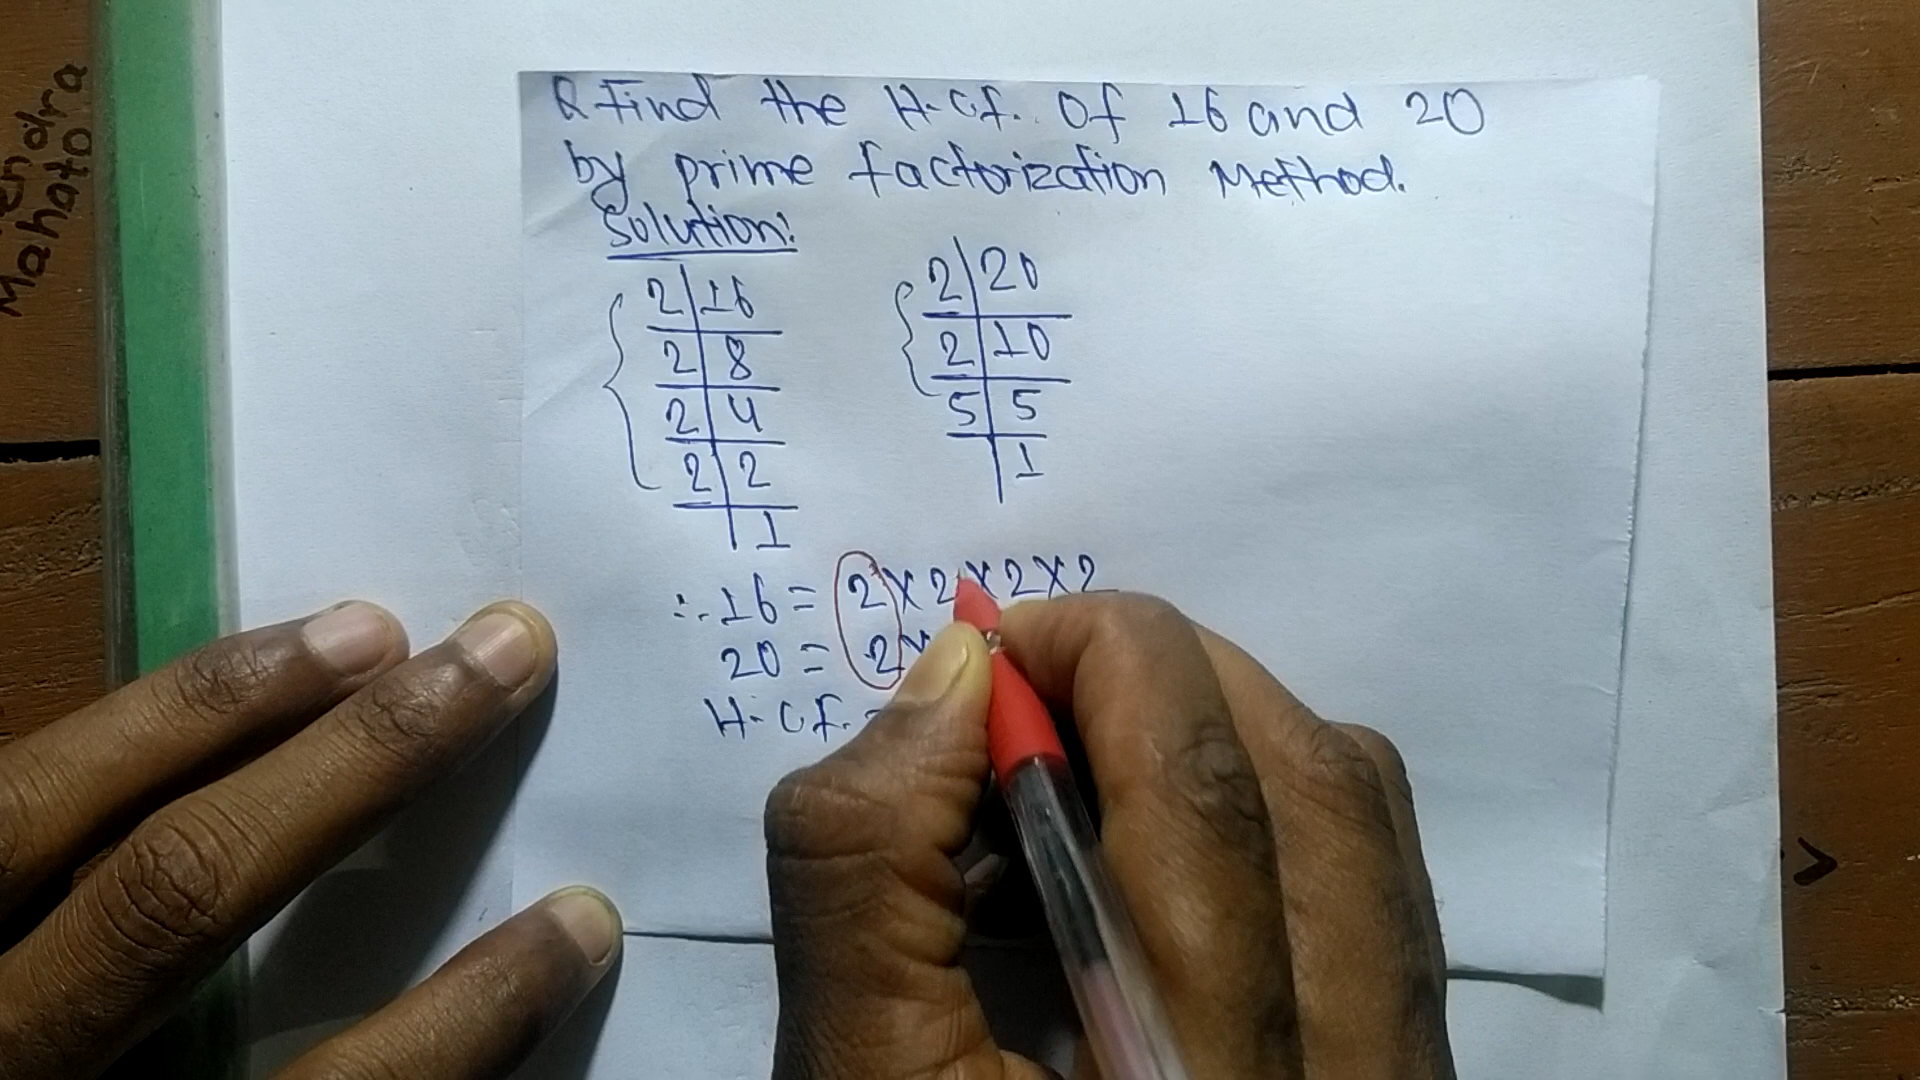 Q Find the H.C.f. of 16 and 20
by prime factorization Method.
Solution:
2 16
2 8
2 4
2 2
1
2 20
2 10
5 5
1
∴ 16 = 2 × 2 × 2 × 2
20 = 2 ×
H.C.f. =
Mahato